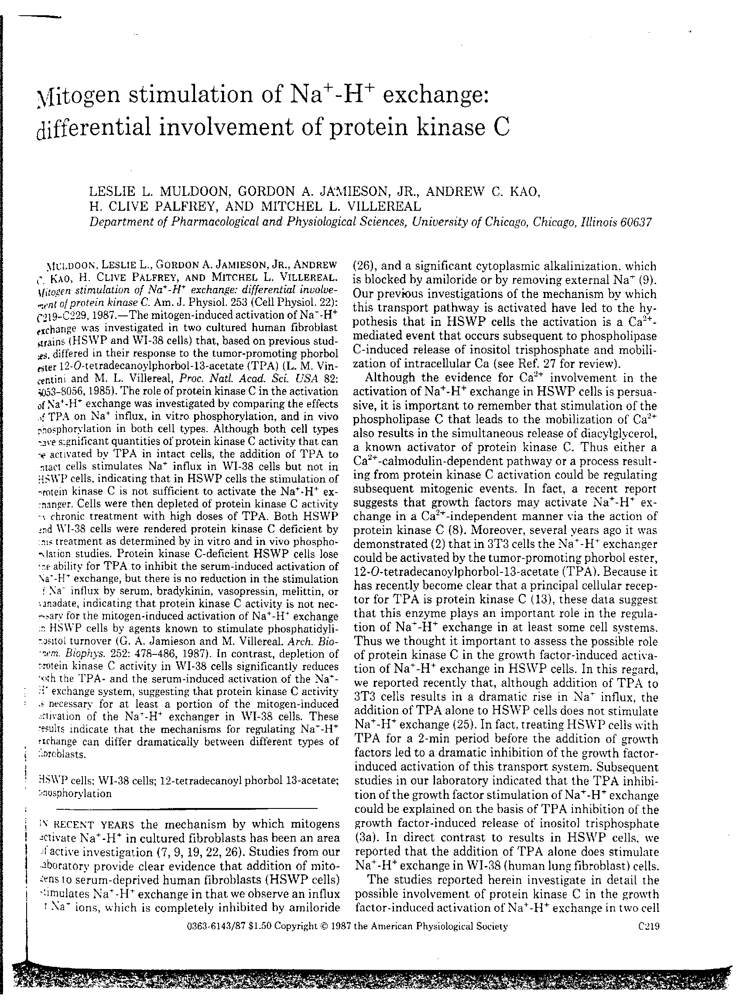 Mitogen stimulation of Na⁺-H⁺ exchange:
differential involvement of protein kinase C
LESLIE L. MULDOON, GORDON A. JAMIESON, JR., ANDREW C. KAO,
H. CLIVE PALFREY, AND MITCHEL L. VILLEREAL
Department of Pharmacological and Physiological Sciences, University of Chicago, Chicago, Illinois 60637
MULDOON, LESLIE L., GORDON A. JAMIESON, JR., ANDREW
C. KAO, H. CLIVE PALFREY, AND MITCHEL L. VILLEREAL.
Mitogen stimulation of Na⁺-H⁺ exchange: differential involve-
ment of protein kinase C. Am. J. Physiol. 253 (Cell Physiol. 22):
C219–C229, 1987.—The mitogen-induced activation of Na⁺-H⁺
exchange was investigated in two cultured human fibroblast
strains (HSWP and WI-38 cells) that, based on previous stud-
ies, differed in their response to the tumor-promoting phorbol
ester 12-O-tetradecanoylphorbol-13-acetate (TPA) (L. M. Vin-
centini and M. L. Villereal, Proc. Natl. Acad. Sci. USA 82:
8053–8056, 1985). The role of protein kinase C in the activation
of Na⁺-H⁺ exchange was investigated by comparing the effects
of TPA on Na⁺ influx, in vitro phosphorylation, and in vivo
phosphorylation in both cell types. Although both cell types
have significant quantities of protein kinase C activity that can
be activated by TPA in intact cells, the addition of TPA to
intact cells stimulates Na⁺ influx in WI-38 cells but not in
HSWP cells, indicating that in HSWP cells the stimulation of
protein kinase C is not sufficient to activate the Na⁺-H⁺ ex-
changer. Cells were then depleted of protein kinase C activity
by chronic treatment with high doses of TPA. Both HSWP
and WI-38 cells were rendered protein kinase C deficient by
this treatment as determined by in vitro and in vivo phospho-
rylation studies. Protein kinase C-deficient HSWP cells lose
the ability for TPA to inhibit the serum-induced activation of
Na⁺-H⁺ exchange, but there is no reduction in the stimulation
of Na⁺ influx by serum, bradykinin, vasopressin, melittin, or
vanadate, indicating that protein kinase C activity is not nec-
essary for the mitogen-induced activation of Na⁺-H⁺ exchange
in HSWP cells by agents known to stimulate phosphatidyli-
nositol turnover (G. A. Jamieson and M. Villereal. Arch. Bio-
chem. Biophys. 252: 478–486, 1987). In contrast, depletion of
protein kinase C activity in WI-38 cells significantly reduces
both the TPA- and the serum-induced activation of the Na⁺-
H⁺ exchange system, suggesting that protein kinase C activity
is necessary for at least a portion of the mitogen-induced
activation of the Na⁺-H⁺ exchanger in WI-38 cells. These
results indicate that the mechanisms for regulating Na⁺-H⁺
exchange can differ dramatically between different types of
fibroblasts.
HSWP cells; WI-38 cells; 12-tetradecanoyl phorbol 13-acetate;
phosphorylation
IN RECENT YEARS the mechanism by which mitogens
activate Na⁺-H⁺ in cultured fibroblasts has been an area
of active investigation (7, 9, 19, 22, 26). Studies from our
laboratory provide clear evidence that addition of mito-
gens to serum-deprived human fibroblasts (HSWP cells)
stimulates Na⁺-H⁺ exchange in that we observe an influx
of Na⁺ ions, which is completely inhibited by amiloride
(26), and a significant cytoplasmic alkalinization, which
is blocked by amiloride or by removing external Na⁺ (9).
Our previous investigations of the mechanism by which
this transport pathway is activated have led to the hy-
pothesis that in HSWP cells the activation is a Ca²⁺-
mediated event that occurs subsequent to phospholipase
C-induced release of inositol trisphosphate and mobili-
zation of intracellular Ca (see Ref. 27 for review).
Although the evidence for Ca²⁺ involvement in the
activation of Na⁺-H⁺ exchange in HSWP cells is persua-
sive, it is important to remember that stimulation of the
phospholipase C that leads to the mobilization of Ca²⁺
also results in the simultaneous release of diacylglycerol,
a known activator of protein kinase C. Thus either a
Ca²⁺-calmodulin-dependent pathway or a process result-
ing from protein kinase C activation could be regulating
subsequent mitogenic events. In fact, a recent report
suggests that growth factors may activate Na⁺-H⁺ ex-
change in a Ca²⁺-independent manner via the action of
protein kinase C (8). Moreover, several years ago it was
demonstrated (2) that in 3T3 cells the Na⁺-H⁺ exchanger
could be activated by the tumor-promoting phorbol ester,
12-O-tetradecanoylphorbol-13-acetate (TPA). Because it
has recently become clear that a principal cellular recep-
tor for TPA is protein kinase C (13), these data suggest
that this enzyme plays an important role in the regula-
tion of Na⁺-H⁺ exchange in at least some cell systems.
Thus we thought it important to assess the possible role
of protein kinase C in the growth factor-induced activa-
tion of Na⁺-H⁺ exchange in HSWP cells. In this regard,
we reported recently that, although addition of TPA to
3T3 cells results in a dramatic rise in Na⁺ influx, the
addition of TPA alone to HSWP cells does not stimulate
Na⁺-H⁺ exchange (25). In fact, treating HSWP cells with
TPA for a 2-min period before the addition of growth
factors led to a dramatic inhibition of the growth factor-
induced activation of this transport system. Subsequent
studies in our laboratory indicated that the TPA inhibi-
tion of the growth factor stimulation of Na⁺-H⁺ exchange
could be explained on the basis of TPA inhibition of the
growth factor-induced release of inositol trisphosphate
(3a). In direct contrast to results in HSWP cells, we
reported that the addition of TPA alone does stimulate
Na⁺-H⁺ exchange in WI-38 (human lung fibroblast) cells.
The studies reported herein investigate in detail the
possible involvement of protein kinase C in the growth
factor-induced activation of Na⁺-H⁺ exchange in two cell
0363-6143/87 $1.50 Copyright © 1987 the American Physiological Society
C219